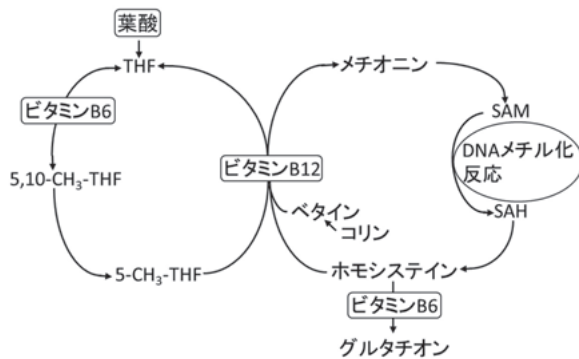 葉酸
THF
メチオニン
ビタミンB6
SAM
DNAメチル化
反応
5,10-CH₃-THF
ビタミンB12
SAH
ベタイン
コリン
5-CH₃-THF
ホモシステイン
ビタミンB6
グルタチオン